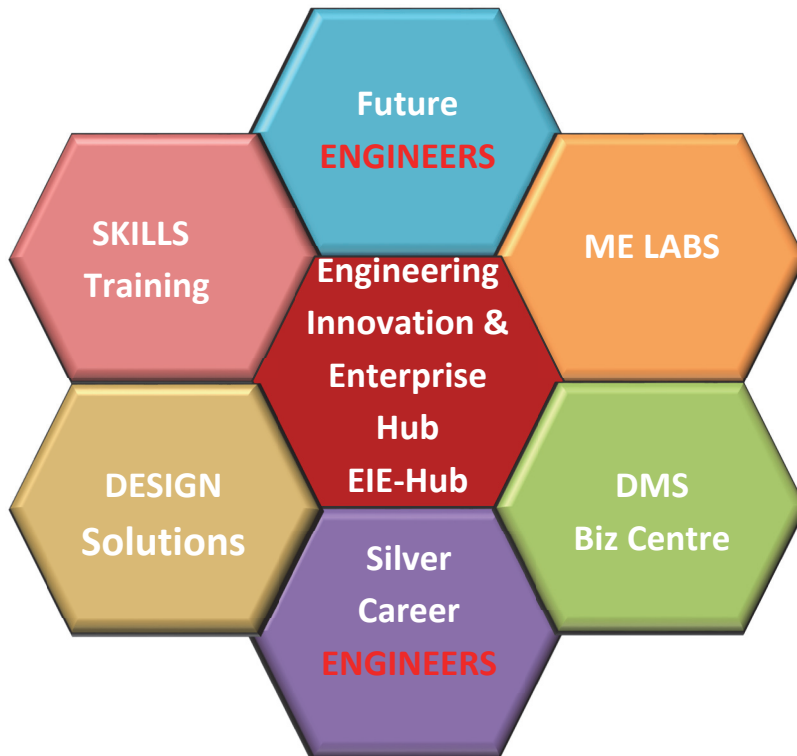 Future
ENGINEERS
SKILLS
Training
ME LABS
Engineering
Innovation &
Enterprise
Hub
EIE-Hub
DESIGN
Solutions
DMS
Biz Centre
Silver
Career
ENGINEERS